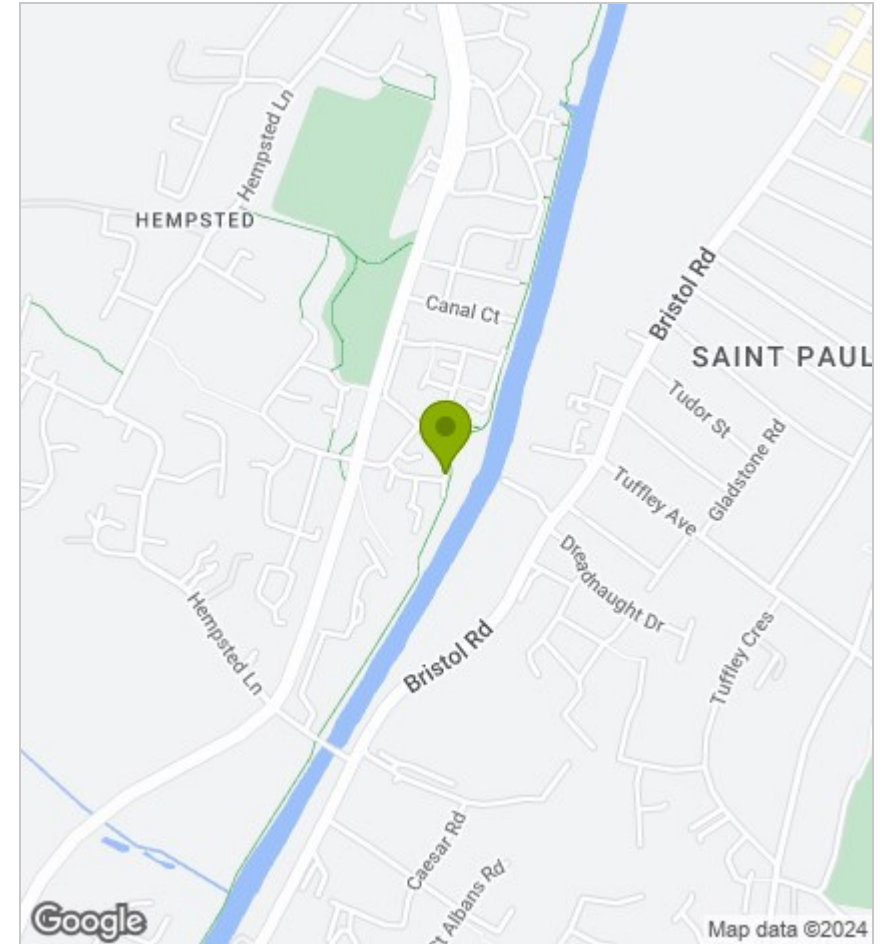 Hempsted Ln
HEMPSTED
Bristol Rd
Canal Ct
SAINT PAUL
Tudor St
Gladstone Rd
Tuffley Ave
Dreadnaught Dr
Hempsted Ln
Bristol Rd
Tuffley Cres
Caesar Rd
St Albans Rd
Google
Map data ©2024